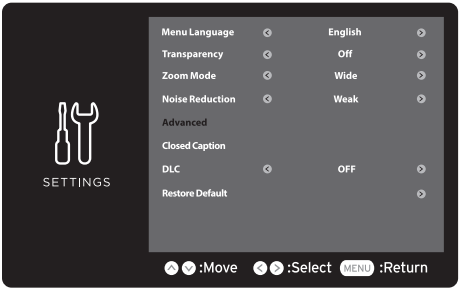 SETTINGS
Menu Language English
Transparency Off
Zoom Mode Wide
Noise Reduction Weak
Advanced
Closed Caption
DLC OFF
Restore Default
:Move :Select MENU :Return